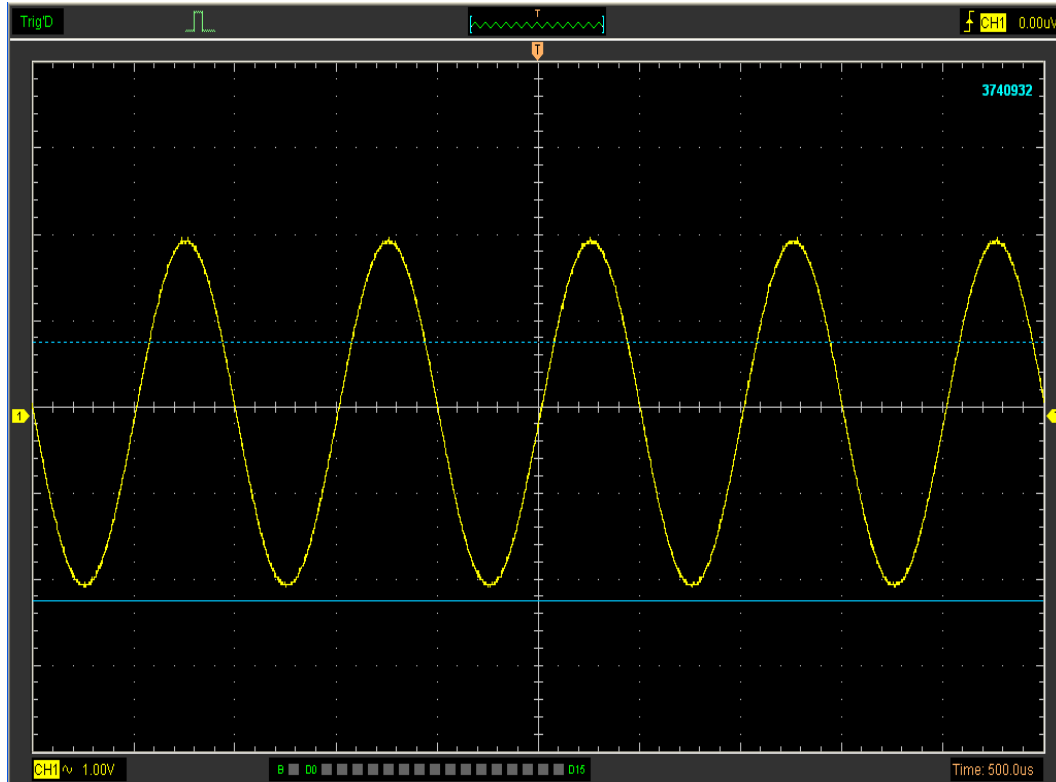 Trig'D
T
CH1 0.00uV
T
3740932
1
CH1 ∿ 1.00V
B D0 D15
Time: 500.0us